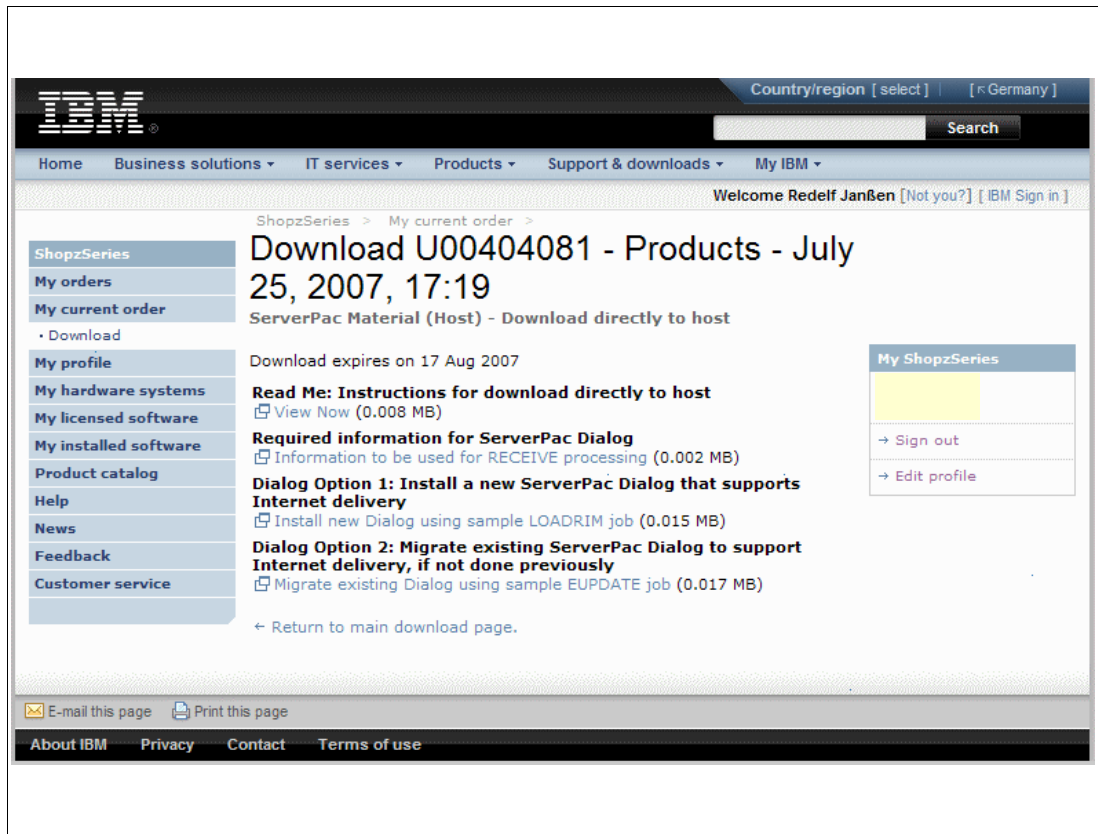 Country/region [ select ] | [ Germany ]
IBM ®
Search
Home Business solutions IT services Products Support & downloads My IBM
Welcome Redelf Janßen [Not you?] [ IBM Sign in ]
ShopzSeries > My current order >
Download U00404081 - Products - July
25, 2007, 17:19
ServerPac Material (Host) - Download directly to host
ShopzSeries
My orders
My current order
• Download
My profile
My hardware systems
My licensed software
My installed software
Product catalog
Help
News
Feedback
Customer service
Download expires on 17 Aug 2007
Read Me: Instructions for download directly to host
View Now (0.008 MB)
Required information for ServerPac Dialog
Information to be used for RECEIVE processing (0.002 MB)
Dialog Option 1: Install a new ServerPac Dialog that supports
Internet delivery
Install new Dialog using sample LOADRIM job (0.015 MB)
Dialog Option 2: Migrate existing ServerPac Dialog to support
Internet delivery, if not done previously
Migrate existing Dialog using sample EUPDATE job (0.017 MB)
← Return to main download page.
My ShopzSeries
→ Sign out
→ Edit profile
E-mail this page Print this page
About IBM Privacy Contact Terms of use